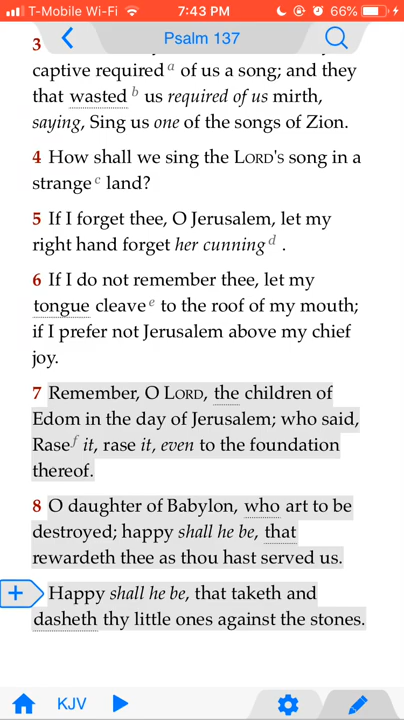 T-Mobile Wi-Fi 7:43 PM 66%
Psalm 137
3
captive required a of us a song; and they
that wasted b us required of us mirth,
saying, Sing us one of the songs of Zion.
4 How shall we sing the LORD's song in a
strange c land?
5 If I forget thee, O Jerusalem, let my
right hand forget her cunning d .
6 If I do not remember thee, let my
tongue cleave e to the roof of my mouth;
if I prefer not Jerusalem above my chief
joy.
7 Remember, O LORD, the children of
Edom in the day of Jerusalem; who said,
Rase f it, rase it, even to the foundation
thereof.
8 O daughter of Babylon, who art to be
destroyed; happy shall he be, that
rewardeth thee as thou hast served us.
Happy shall he be, that taketh and
dasheth thy little ones against the stones.
KJV